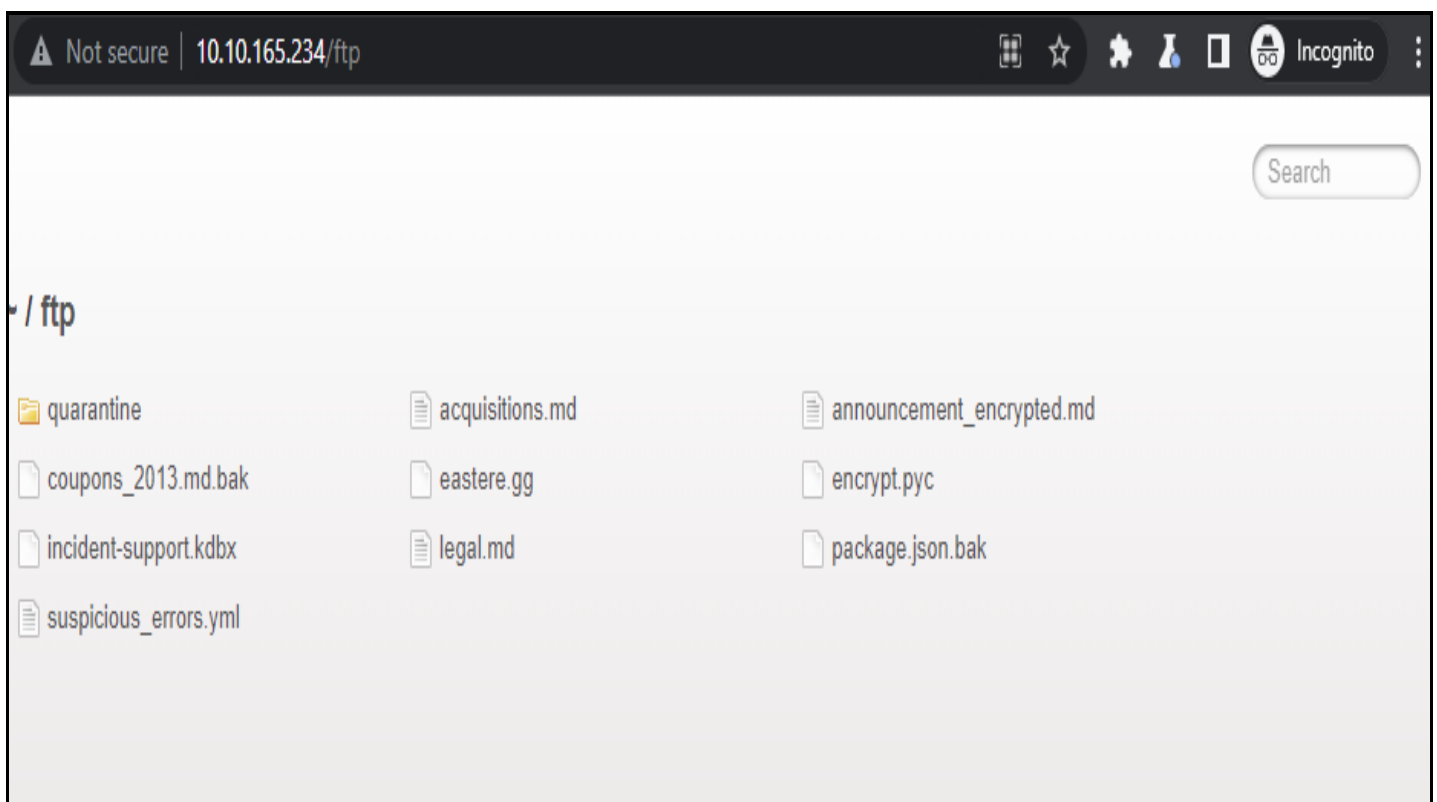 Not secure | 10.10.165.234/ftp Incognito
Search
~ / ftp
quarantine acquisitions.md announcement_encrypted.md
coupons_2013.md.bak eastere.gg encrypt.pyc
incident-support.kdbx legal.md package.json.bak
suspicious_errors.yml